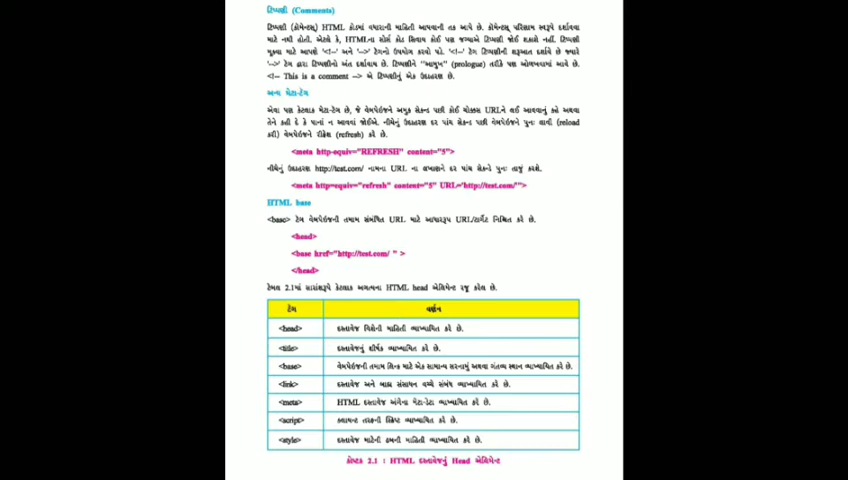 ટિપ્પણી (Comments)
ટિપ્પણી (કોમેન્ટ્સ) HTML કોડમાં વધારાની માહિતી આપવાની તક આપે છે. કોમેન્ટ્સ પરિણામ સ્વરૂપે દર્શાવવા
માટે નથી હોતી. એટલે કે, HTMLના સોર્સ કોડ સિવાય કોઈ પણ જગ્યાએ ટિપ્પણી જોઈ શકાશે નહીં. ટિપ્પણી
મૂકવા માટે આપણે '<!--' અને '-->' ટેગનો ઉપયોગ કરવો પડે. '<!--' ટેગ ટિપ્પણીની શરૂઆત દર્શાવે છે જ્યારે
'-->' ટેગ દ્વારા ટિપ્પણીનો અંત દર્શાવાય છે. ટિપ્પણીને "આમુખ" (prologue) તરીકે પણ ઓળખવામાં આવે છે.
<!-- This is a comment --> એ ટિપ્પણીનું એક ઉદાહરણ છે.
અન્ય મેટા-ટેગ
એવા પણ કેટલાક મેટા-ટેગ છે, જે વેબપેઇજને અમુક સેકન્ડ પછી કોઈ ચોક્કસ URLને લઈ આવવાનું કહે અથવા
તેને કહી દે કે પાનાં ન આવવાં જોઈએ. નીચેનું ઉદાહરણ દર પાંચ સેકન્ડ પછી વેબપેઇજને પુનઃ લાવી (reload
કરી) વેબપેઇજને રીફ્રેશ (refresh) કરે છે.
<meta http-equiv="REFRESH" content="5">
નીચેનું ઉદાહરણ http://test.com/ નામના URL ના લખાણને દર પાંચ સેકન્ડે પુનઃ તાજું કરશે.
<meta http=equiv="refresh" content="5" URL='http://test.com/'">
HTML base
<base> ટેગ વેબપેઇજની તમામ સંબંધિત URL માટે આધારરૂપ URL/ટાર્ગેટ નિશ્ચિત કરે છે.
<head>
<base href="http://test.com/ " >
</head>
ટેબલ 2.1માં સારાંશરૂપે કેટલાક અગત્યના HTML head એલિમેન્ટ રજૂ કરેલ છે.
ટેગ વર્ણન
<head> દસ્તાવેજ વિશેની માહિતી વ્યાખ્યાયિત કરે છે.
<title> દસ્તાવેજનું શીર્ષક વ્યાખ્યાયિત કરે છે.
<base> વેબપેઇજની તમામ લિન્ક માટે એક સામાન્ય સરનામું અથવા ગંતવ્ય સ્થાન વ્યાખ્યાયિત કરે છે.
<link> દસ્તાવેજ અને બાહ્ય સંસાધન વચ્ચે સંબંધ વ્યાખ્યાયિત કરે છે.
<meta> HTML દસ્તાવેજ અંગેના મેટા-ડેટા વ્યાખ્યાયિત કરે છે.
<script> ક્લાયન્ટ તરફની સ્ક્રિપ્ટ વ્યાખ્યાયિત કરે છે.
<style> દસ્તાવેજ માટેની ઢબની માહિતી વ્યાખ્યાયિત કરે છે.
કોષ્ટક 2.1 : HTML દસ્તાવેજનું Head એલિમેન્ટ